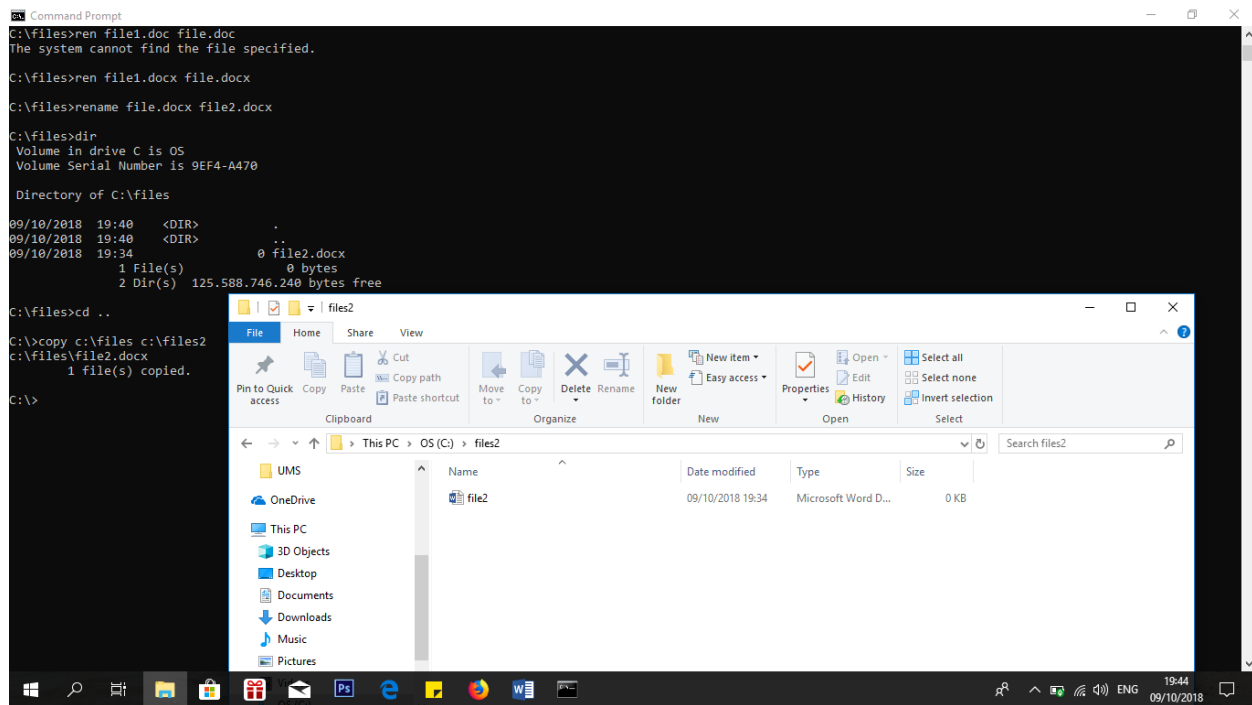 Command Prompt
C:\files>ren file1.doc file.doc
The system cannot find the file specified.
C:\files>ren file1.docx file.docx
C:\files>rename file.docx file2.docx
C:\files>dir
Volume in drive C is OS
Volume Serial Number is 9EF4-A470
Directory of C:\files
09/10/2018 19:40 <DIR> .
09/10/2018 19:40 <DIR> ..
09/10/2018 19:34 0 file2.docx
1 File(s) 0 bytes
2 Dir(s) 125.588.746.240 bytes free
C:\files>cd ..
C:\>copy c:\files c:\files2
c:\files\file2.docx
1 file(s) copied.
C:\>
files2
File Home Share View
Pin to Quick access
Copy
Paste
Cut
Copy path
Paste shortcut
Clipboard
Move to
Copy to
Delete
Rename
Organize
New folder
New item
Easy access
New
Properties
Open
Edit
History
Open
Select all
Select none
Invert selection
Select
This PC > OS (C:) > files2
Search files2
UMS
OneDrive
This PC
3D Objects
Desktop
Documents
Downloads
Music
Pictures
Name Date modified Type Size
file2 09/10/2018 19:34 Microsoft Word D... 0 KB
Ps
ENG
19:44
09/10/2018